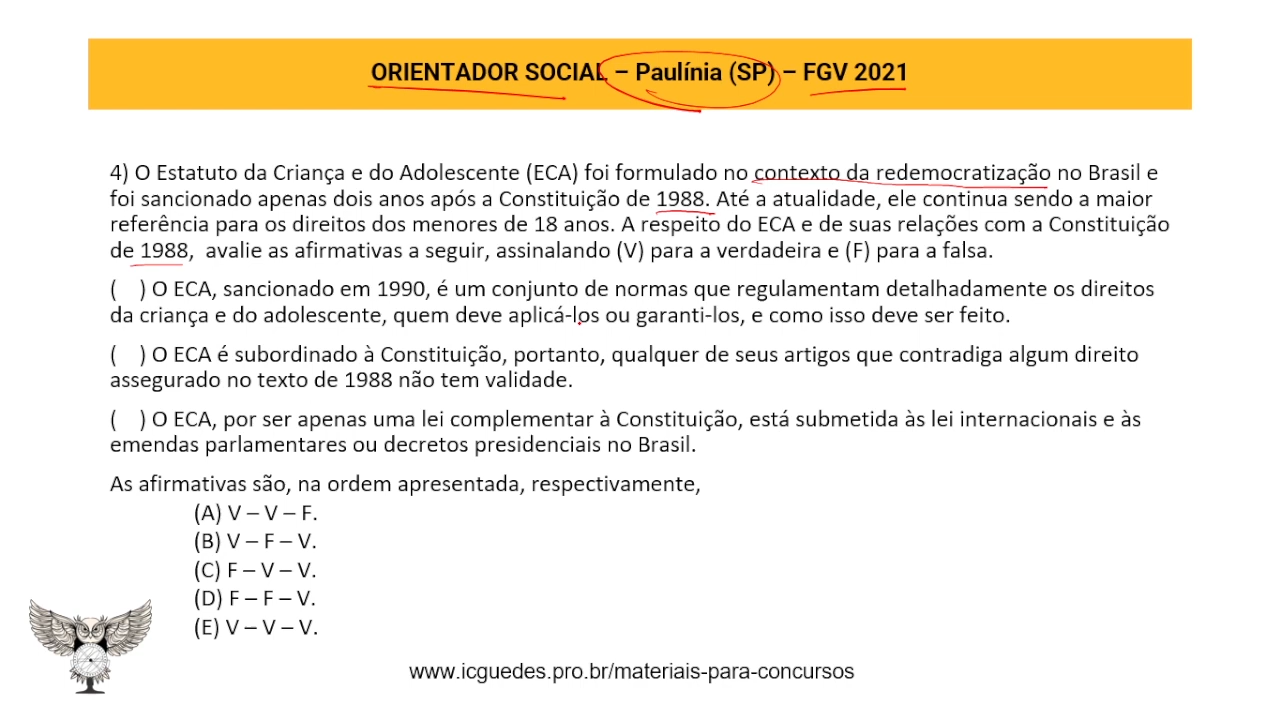 ORIENTADOR SOCIAL – Paulínia (SP) – FGV 2021
4) O Estatuto da Criança e do Adolescente (ECA) foi formulado no contexto da redemocratização no Brasil e
foi sancionado apenas dois anos após a Constituição de 1988. Até a atualidade, ele continua sendo a maior
referência para os direitos dos menores de 18 anos. A respeito do ECA e de suas relações com a Constituição
de 1988, avalie as afirmativas a seguir, assinalando (V) para a verdadeira e (F) para a falsa.
( ) O ECA, sancionado em 1990, é um conjunto de normas que regulamentam detalhadamente os direitos
da criança e do adolescente, quem deve aplicá-los ou garanti-los, e como isso deve ser feito.
( ) O ECA é subordinado à Constituição, portanto, qualquer de seus artigos que contradiga algum direito
assegurado no texto de 1988 não tem validade.
( ) O ECA, por ser apenas uma lei complementar à Constituição, está submetida às lei internacionais e às
emendas parlamentares ou decretos presidenciais no Brasil.
As afirmativas são, na ordem apresentada, respectivamente,
(A) V – V – F.
(B) V – F – V.
(C) F – V – V.
(D) F – F – V.
(E) V – V – V.
www.icguedes.pro.br/materiais-para-concursos